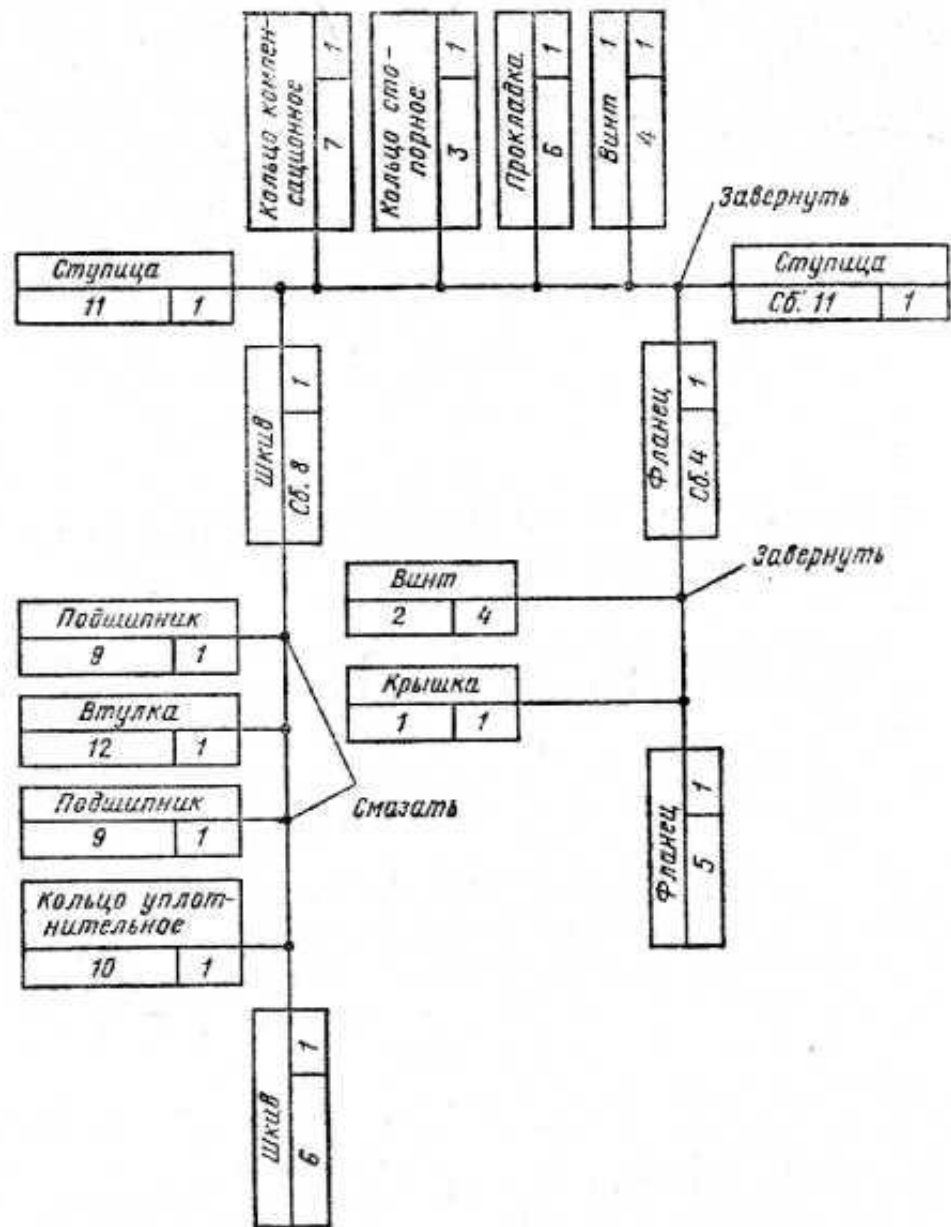 Кольцо компен-
сационное
7 1
Кольцо сто-
порное
3 1
Прокладка
Б 1
Винт 1
4 1
Завернуть
Ступица
11 1
Ступица
Сб. 11 1
Шкив
Сб. 8 1
Фланец
Сб. 4 1
Завернуть
Винт
2 4
Подшипник
9 1
Крышка
1 1
Втулка
12 1
Подшипник
9 1
Смазать
Фланец
5 1
Кольцо уплот-
нительное
10 1
Шкив
6 1